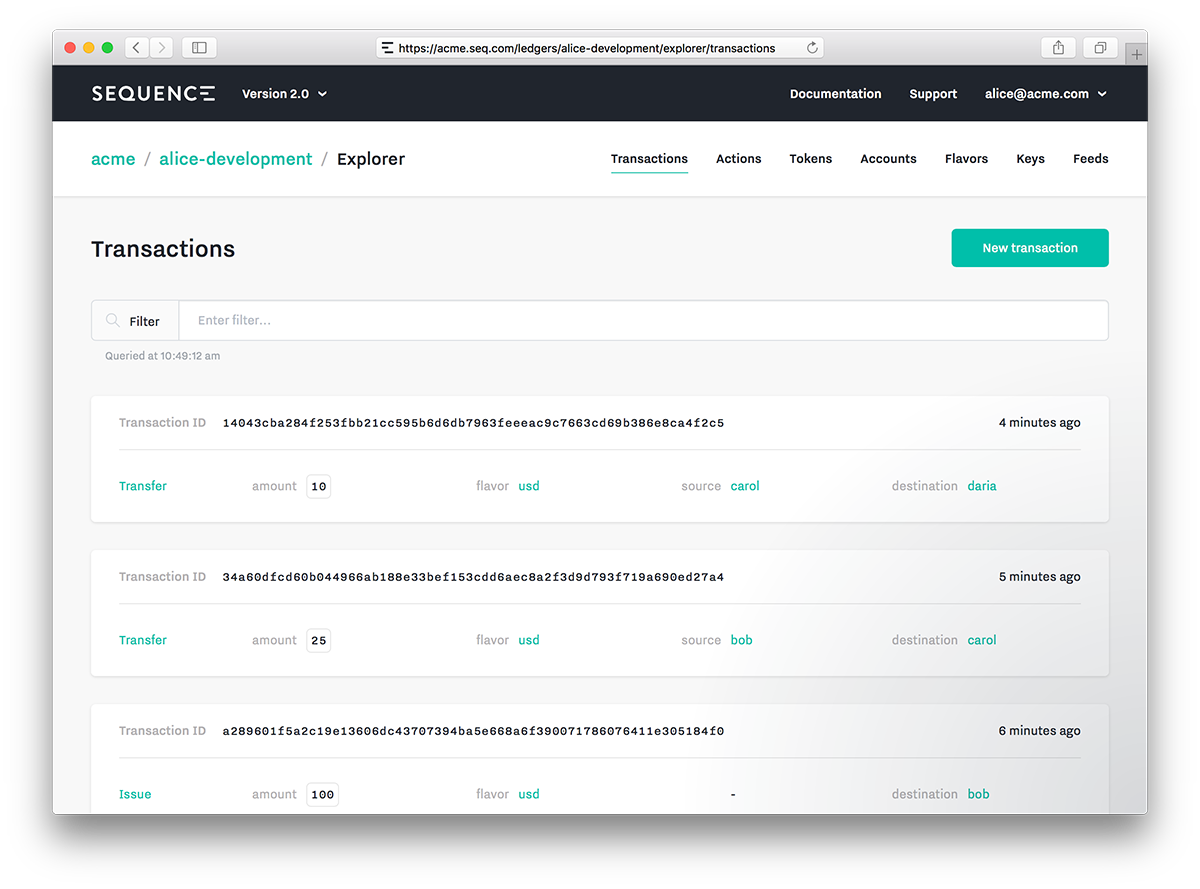 https://acme.seq.com/ledgers/alice-development/explorer/transactions
SEQUENCE Version 2.0 Documentation Support alice@acme.com
acme / alice-development / Explorer Transactions Actions Tokens Accounts Flavors Keys Feeds
Transactions New transaction
Filter Enter filter...
Queried at 10:49:12 am
Transaction ID 14043cba284f253fbb21cc595b6d6db7963feeeac9c7663cd69b386e8ca4f2c5 4 minutes ago
Transfer amount 10 flavor usd source carol destination daria
Transaction ID 34a60dfcd60b044966ab188e33bef153cdd6aec8a2f3d9d793f719a690ed27a4 5 minutes ago
Transfer amount 25 flavor usd source bob destination carol
Transaction ID a289601f5a2c19e13606dc43707394ba5e668a6f390071786076411e305184f0 6 minutes ago
Issue amount 100 flavor usd - destination bob